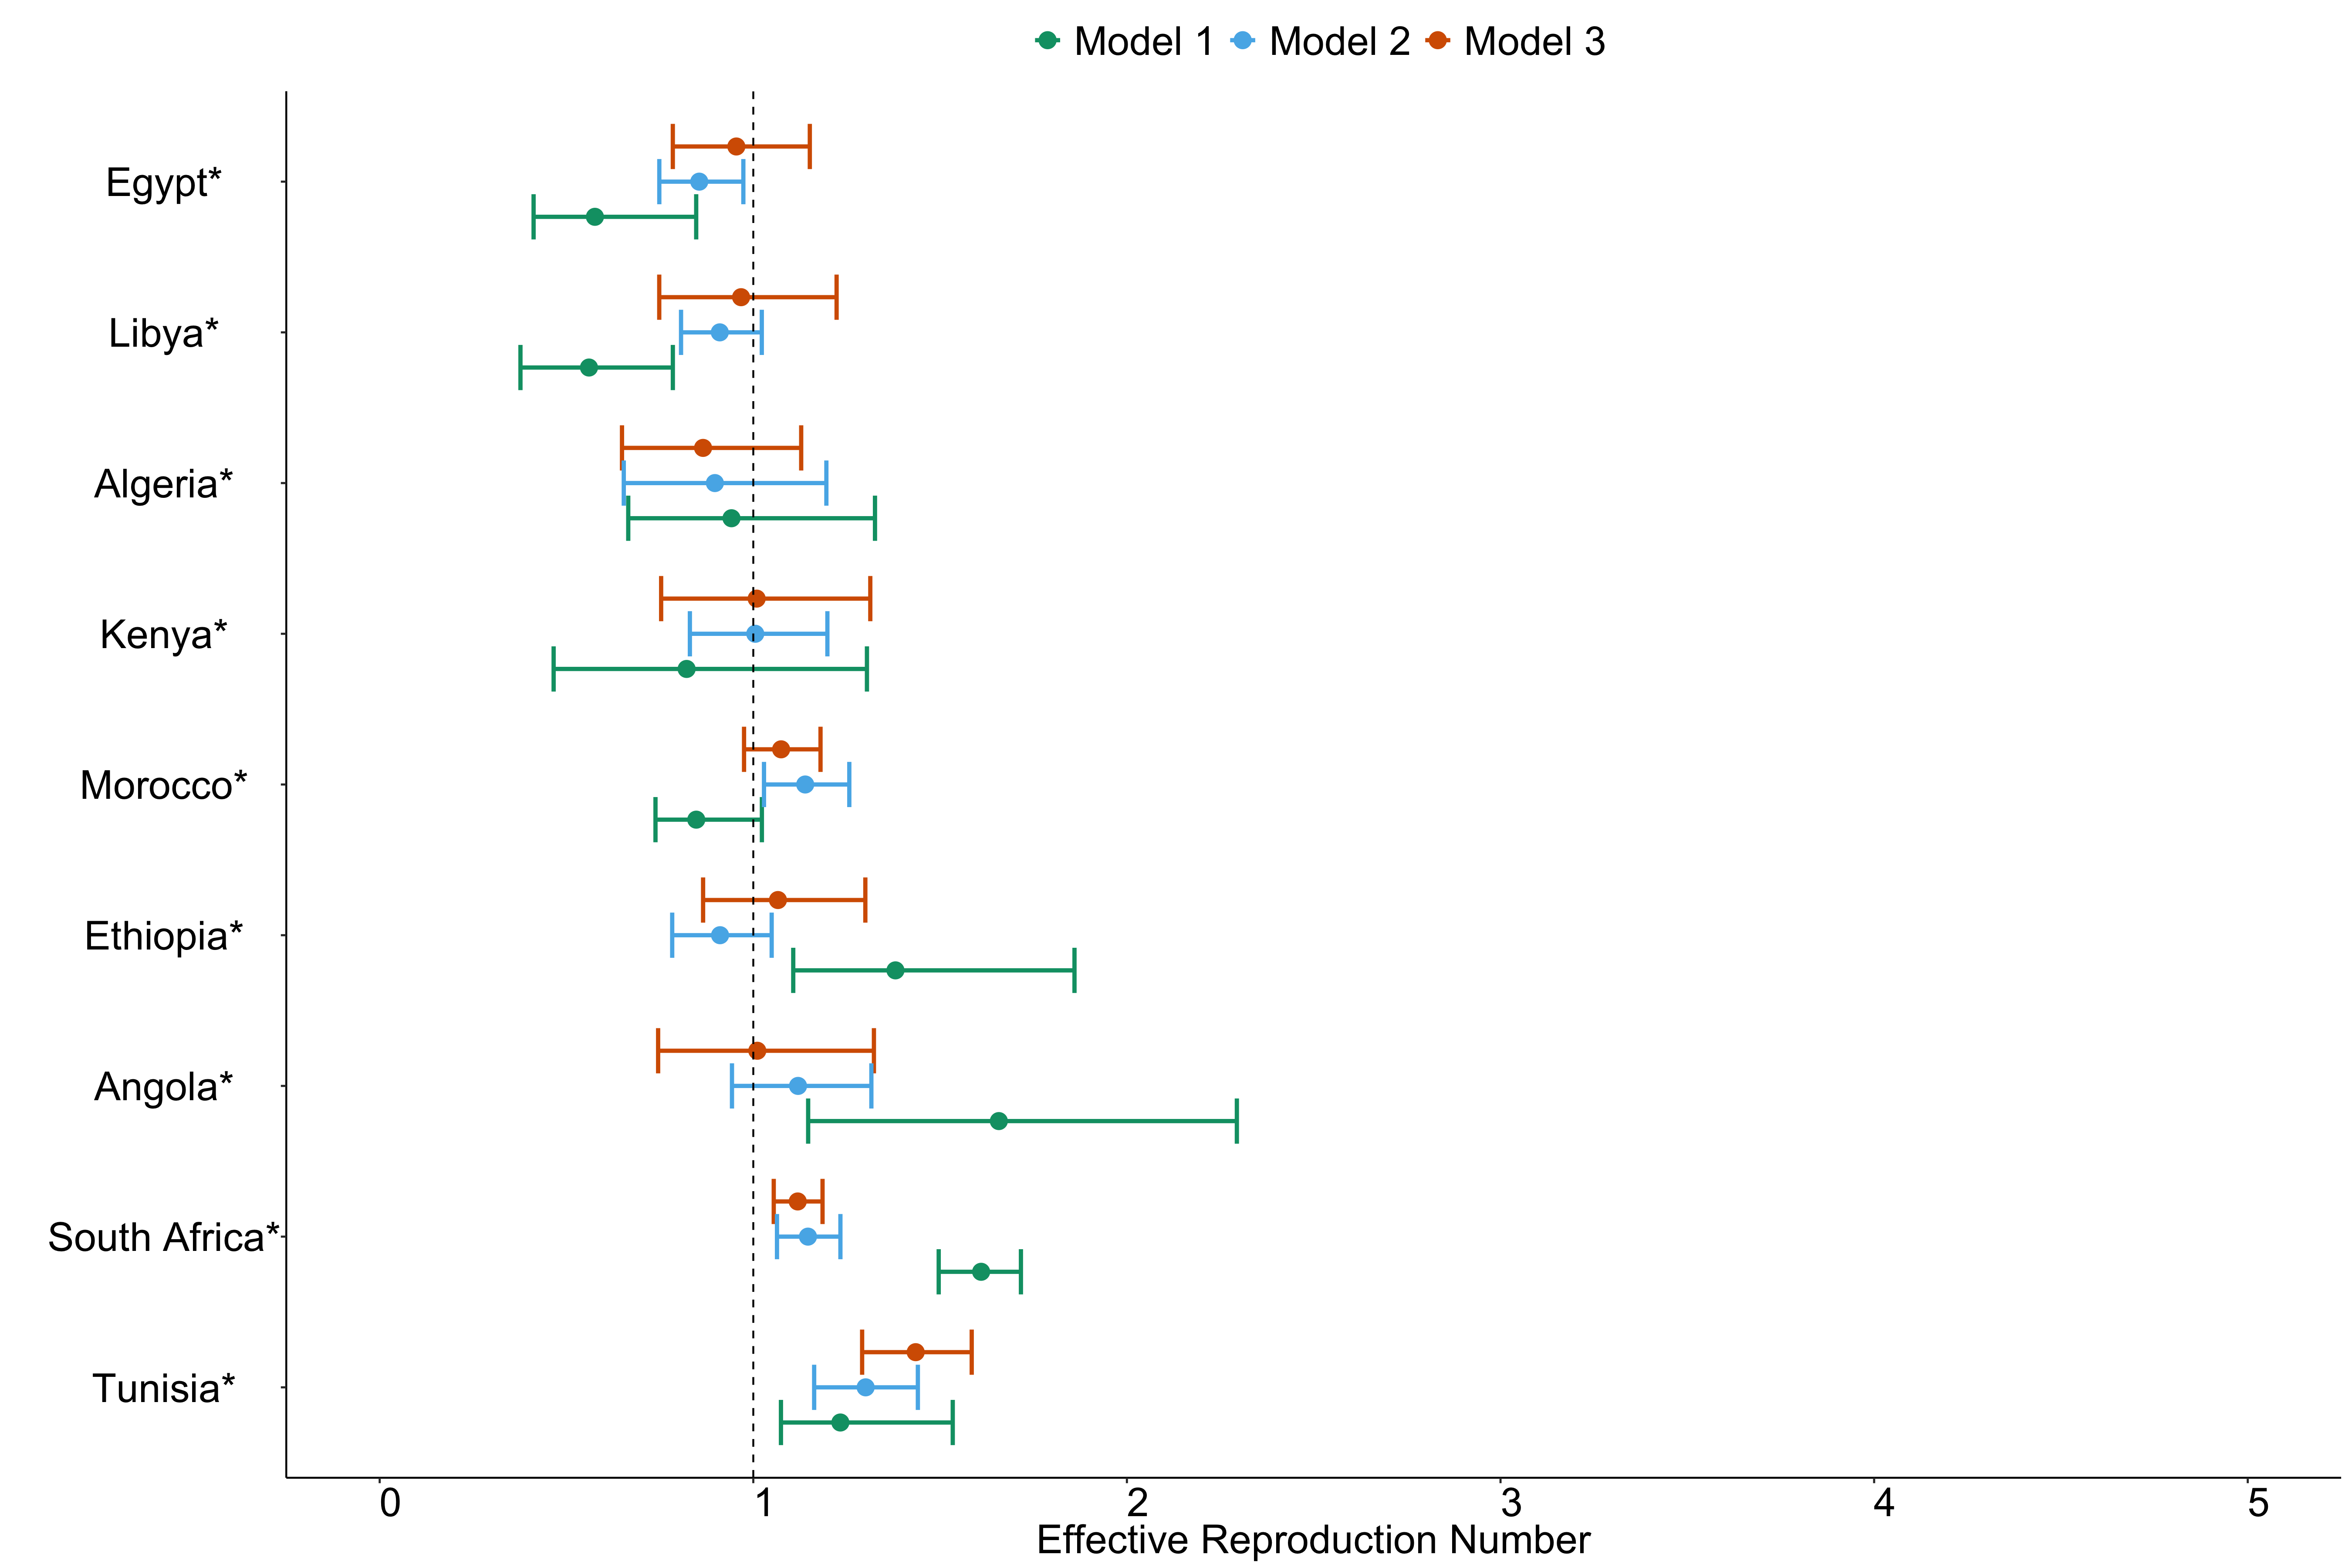 Model 1 Model 2 Model 3
Egypt*
Libya*
Algeria*
Kenya*
Morocco*
Ethiopia*
Angola*
South Africa*
Tunisia*
0 1 2 3 4 5
Effective Reproduction Number